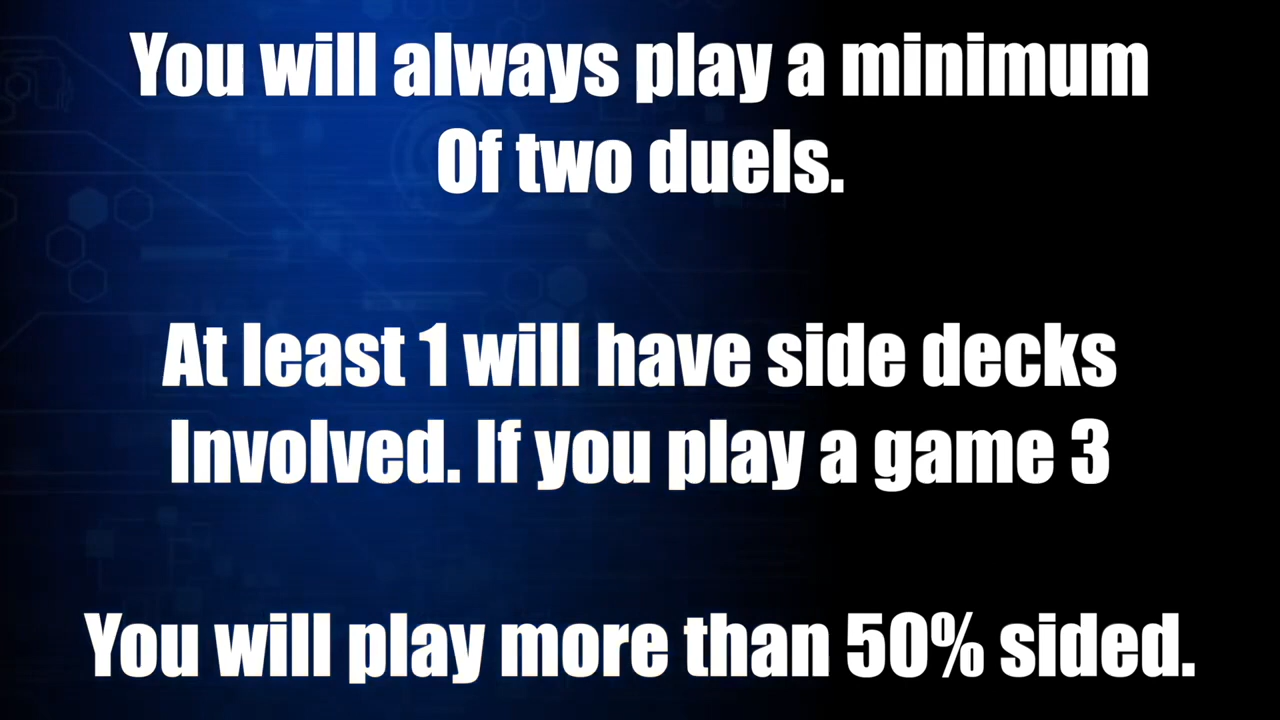 You will always play a minimum
Of two duels.
At least 1 will have side decks
Involved. If you play a game 3
You will play more than 50% sided.